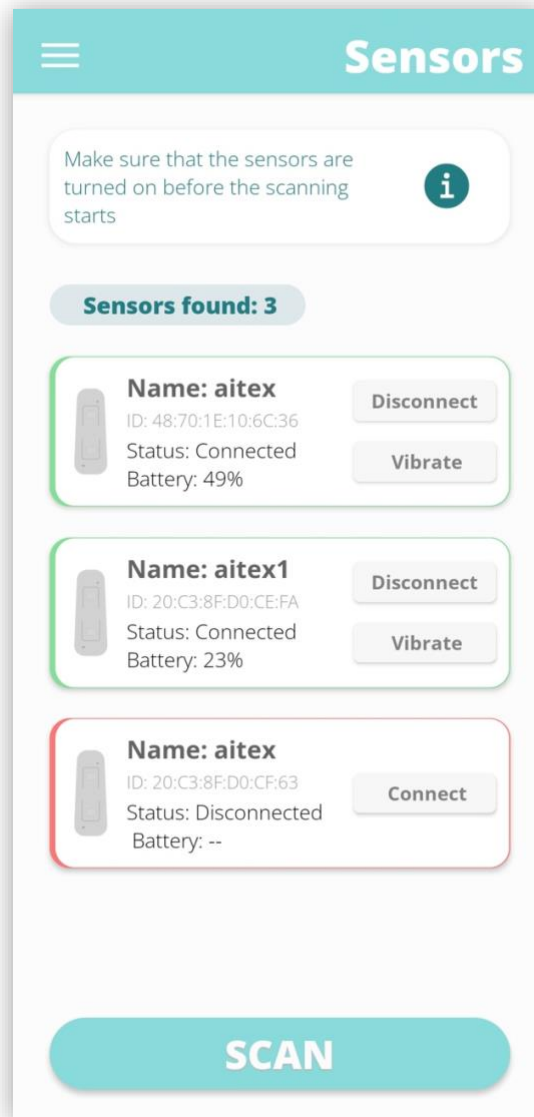 Sensors
Make sure that the sensors are
turned on before the scanning
starts
i
Sensors found: 3
Name: aitex
ID: 48:70:1E:10:6C:36
Status: Connected
Battery: 49%
Disconnect
Vibrate
Name: aitex1
ID: 20:C3:8F:D0:CE:FA
Status: Connected
Battery: 23%
Disconnect
Vibrate
Name: aitex
ID: 20:C3:8F:D0:CF:63
Status: Disconnected
Battery: --
Connect
SCAN